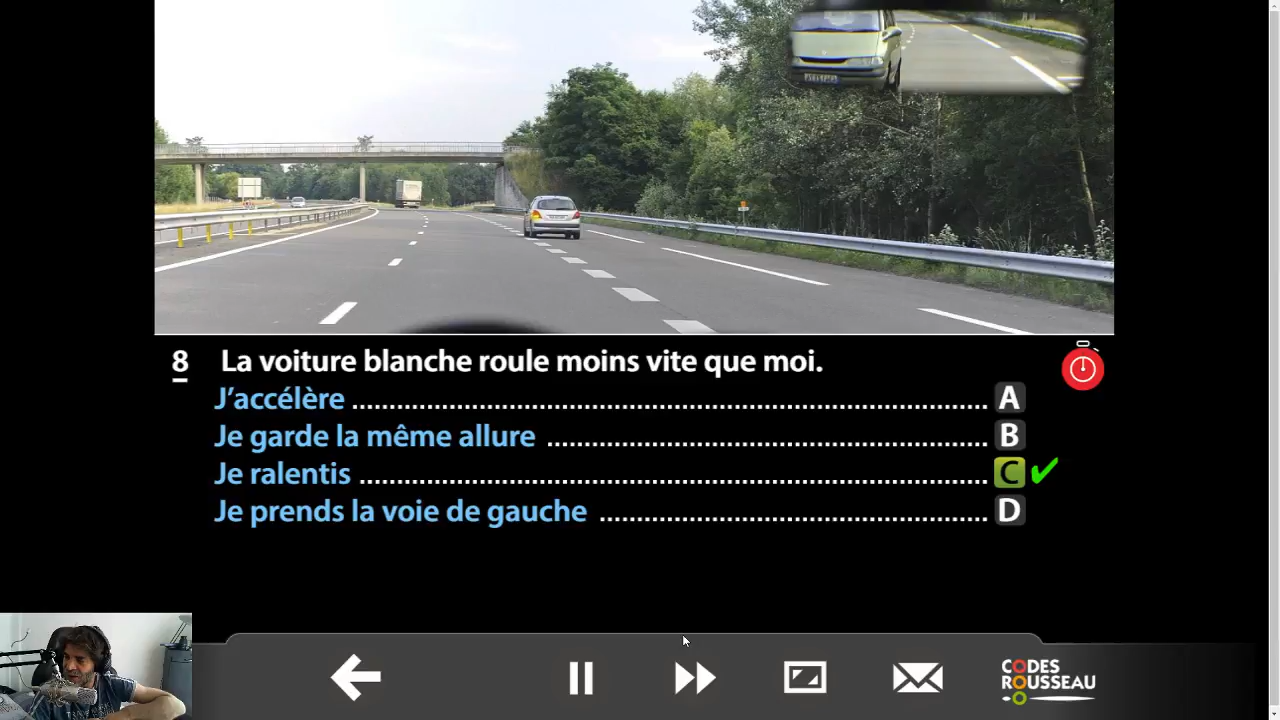 8 La voiture blanche roule moins vite que moi.
J'accélère ........................................ A
Je garde la même allure ........................................ B
Je ralentis ........................................ C ✓
Je prends la voie de gauche ........................................ D
CODES
ROUSSEAU